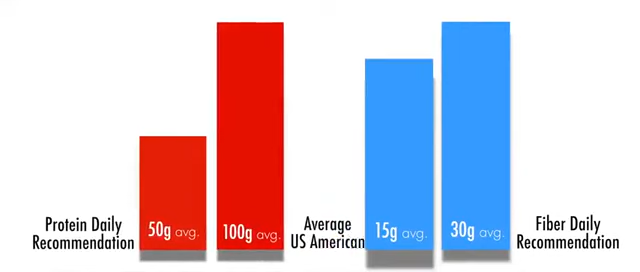 Protein Daily
Recommendation
50g avg.
100g avg.
Average
US American
15g avg.
30g avg.
Fiber Daily
Recommendation